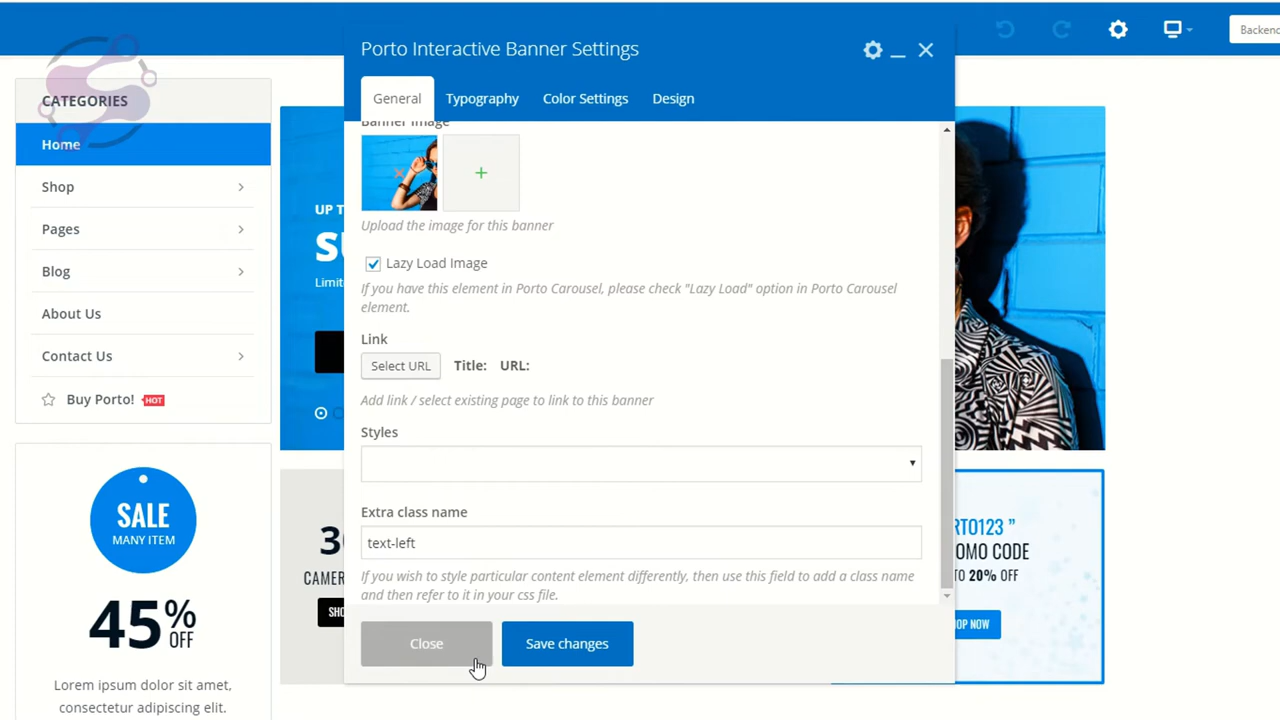 Backend
Porto Interactive Banner Settings
General
Typography
Color Settings
Design
CATEGORIES
Home
Shop
Pages
Blog
About Us
Contact Us
Buy Porto! HOT
SALE
MANY ITEM
45%
OFF
Lorem ipsum dolor sit amet,
consectetur adipiscing elit.
UP T
SU
Limite
30
CAMER
SHO
Banner Image
Upload the image for this banner
Lazy Load Image
If you have this element in Porto Carousel, please check "Lazy Load" option in Porto Carousel
element.
Link
Select URL Title: URL:
Add link / select existing page to link to this banner
Styles
Extra class name
text-left
If you wish to style particular content element differently, then use this field to add a class name
and then refer to it in your css file.
Close
Save changes
RTO123 ”
OMO CODE
TO 20% OFF
OP NOW